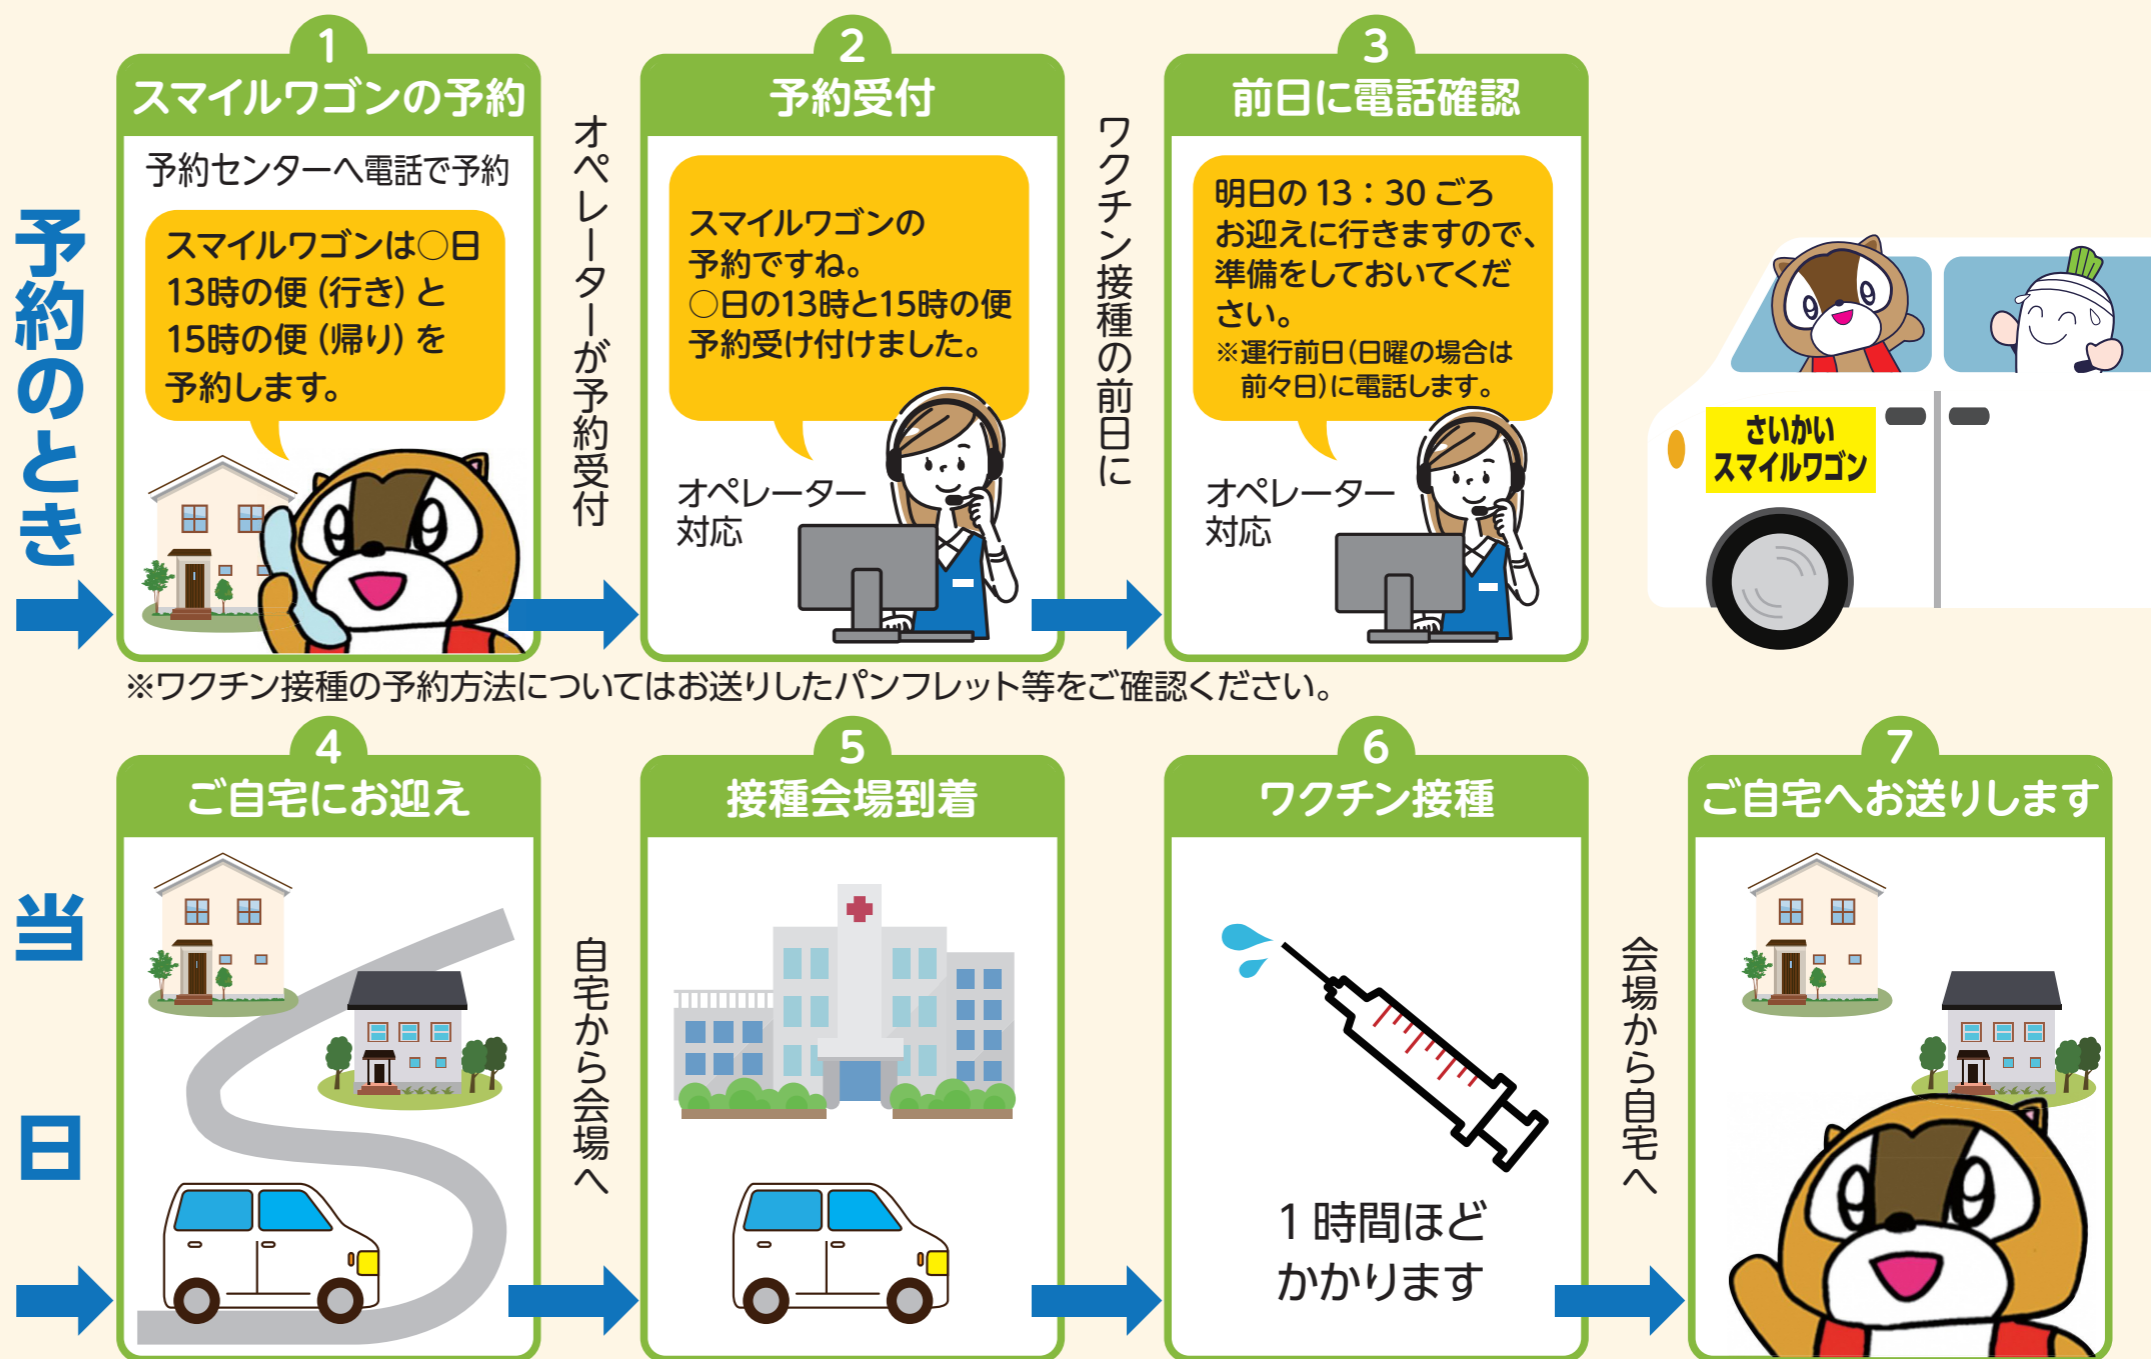 予約のとき
1
スマイルワゴンの予約
予約センターへ電話で予約
スマイルワゴンは〇日
13時の便（行き）と
15時の便（帰り）を
予約します。
オペレーターが予約受付
2
予約受付
スマイルワゴンの
予約ですね。
〇日の13時と15時の便
予約受け付けました。
オペレーター
対応
ワクチン接種の前日に
3
前日に電話確認
明日の 13：30 ごろ
お迎えに行きますので、
準備をしておいてくだ
さい。
※運行前日（日曜の場合は
前々日）に電話します。
オペレーター
対応
さいかい
スマイルワゴン
※ワクチン接種の予約方法についてはお送りしたパンフレット等をご確認ください。
当日
4
ご自宅にお迎え
自宅から会場へ
5
接種会場到着
6
ワクチン接種
1 時間ほど
かかります
会場から自宅へ
7
ご自宅へお送りします